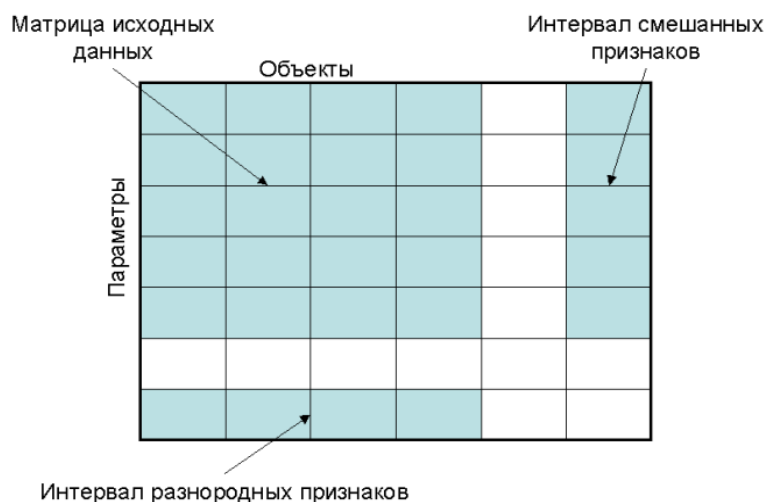 Матрица исходных
данных
Интервал смешанных
признаков
Объекты
Параметры
Интервал разнородных признаков